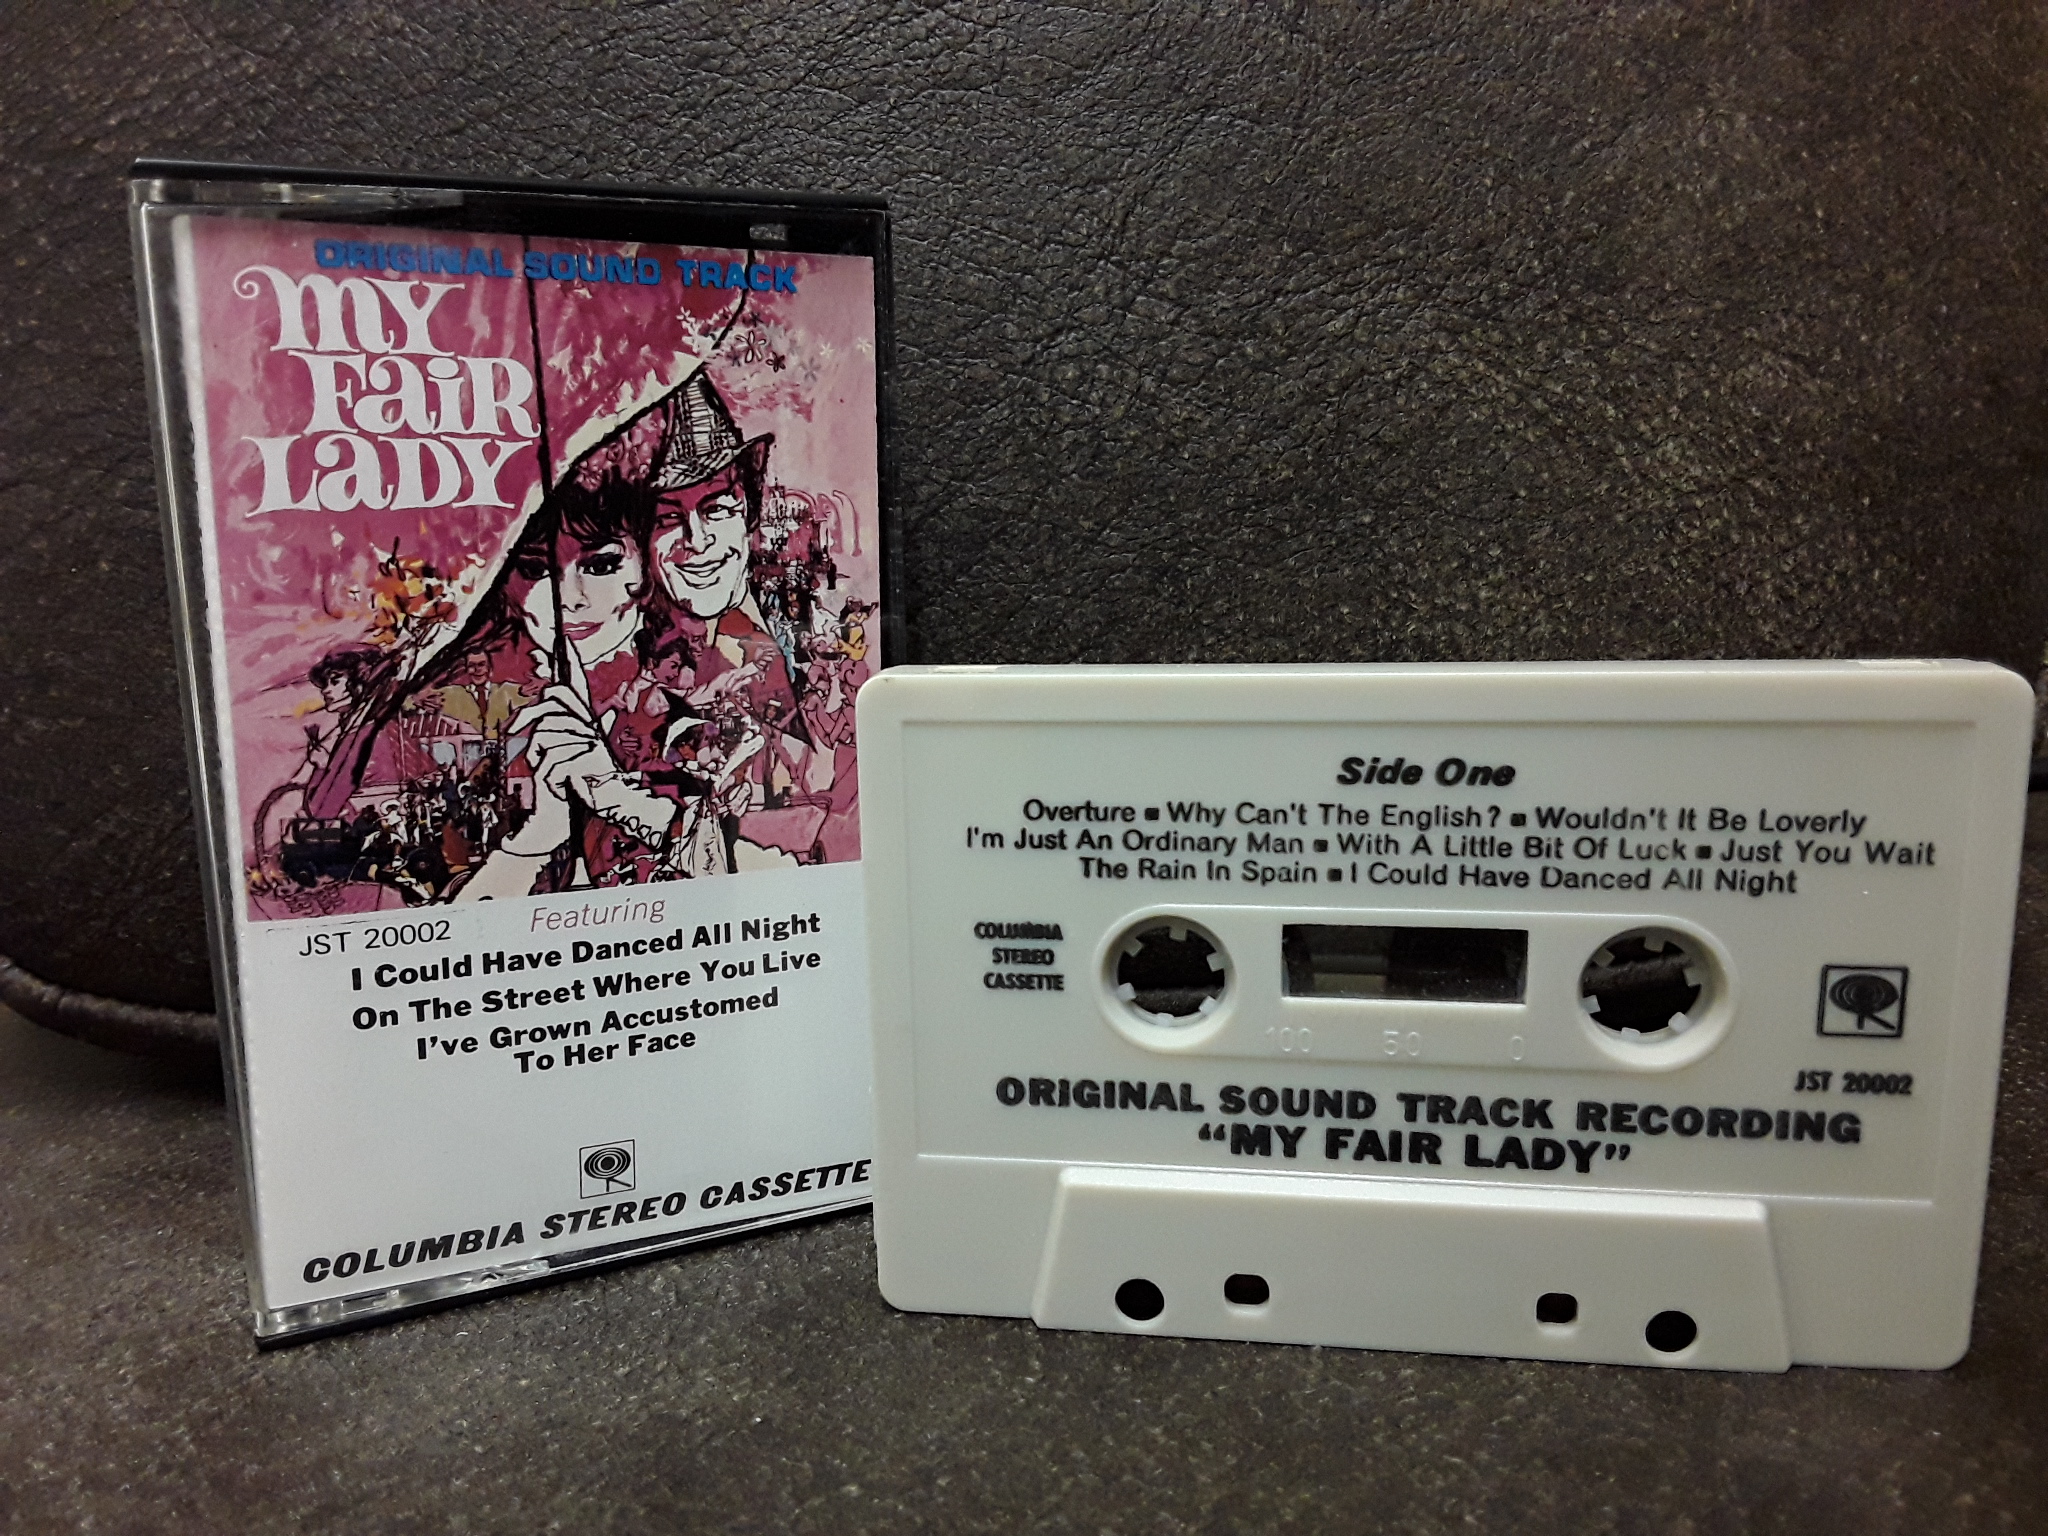 ORIGINAL SOUND TRACK
MY
FAIR
LADY
JST 20002
Featuring
I Could Have Danced All Night
On The Street Where You Live
I've Grown Accustomed
To Her Face
COLUMBIA STEREO CASSETTE
Side One
Overture ■ Why Can't The English? ■ Wouldn't It Be Loverly
I'm Just An Ordinary Man ■ With A Little Bit Of Luck ■ Just You Wait
The Rain In Spain ■ I Could Have Danced All Night
COLUMBIA
STEREO
CASSETTE
100 50 0
JST 20002
ORIGINAL SOUND TRACK RECORDING
“MY FAIR LADY”